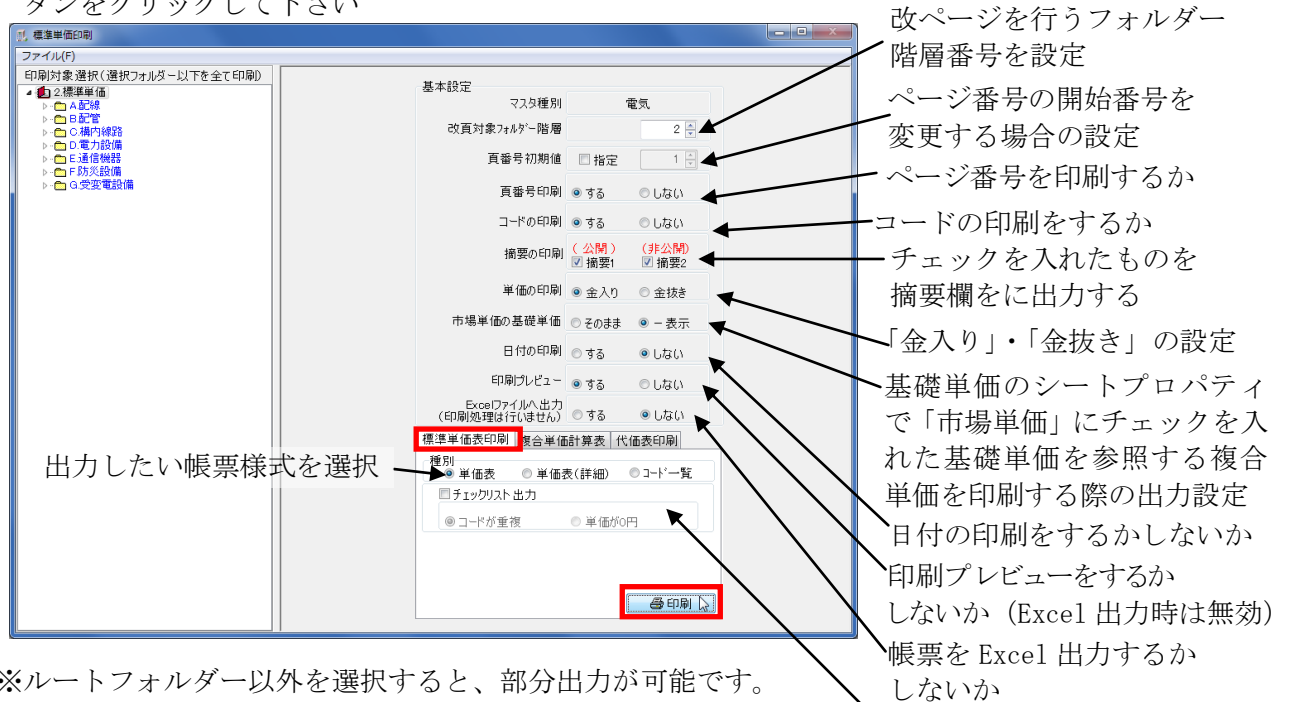 タンをクリックして下さい
標準単価印刷
ファイル(F)
印刷対象選択(選択フォルダー以下を全て印刷)
2.標準単価
A.配線
B.配管
C.構内線路
D.電力設備
E.通信機器
F.防災設備
G.受変電設備
基本設定
マスタ種別 電気
改頁対象フォルダー階層 2
頁番号初期値 指定 1
頁番号印刷 する しない
コードの印刷 する しない
摘要の印刷 (公開) (非公開)
摘要1 摘要2
単価の印刷 金入り 金抜き
市場単価の基礎単価 そのまま －表示
日付の印刷 する しない
印刷プレビュー する しない
Excelファイルへ出力
(印刷処理は行いません) する しない
標準単価表印刷 複合単価計算表 代価表印刷
種別
単価表 単価表(詳細) コード一覧
チェックリスト出力
コードが重複 単価が0円
印刷
出力したい帳票様式を選択
改ページを行うフォルダー
階層番号を設定
ページ番号の開始番号を
変更する場合の設定
ページ番号を印刷するか
コードの印刷をするか
チェックを入れたものを
摘要欄をに出力する
「金入り」・「金抜き」の設定
基礎単価のシートプロパティ
で「市場単価」にチェックを入
れた基礎単価を参照する複合
単価を印刷する際の出力設定
日付の印刷をするかしないか
印刷プレビューをするか
しないか（Excel 出力時は無効）
帳票を Excel 出力するか
しないか
※ルートフォルダー以外を選択すると、部分出力が可能です。